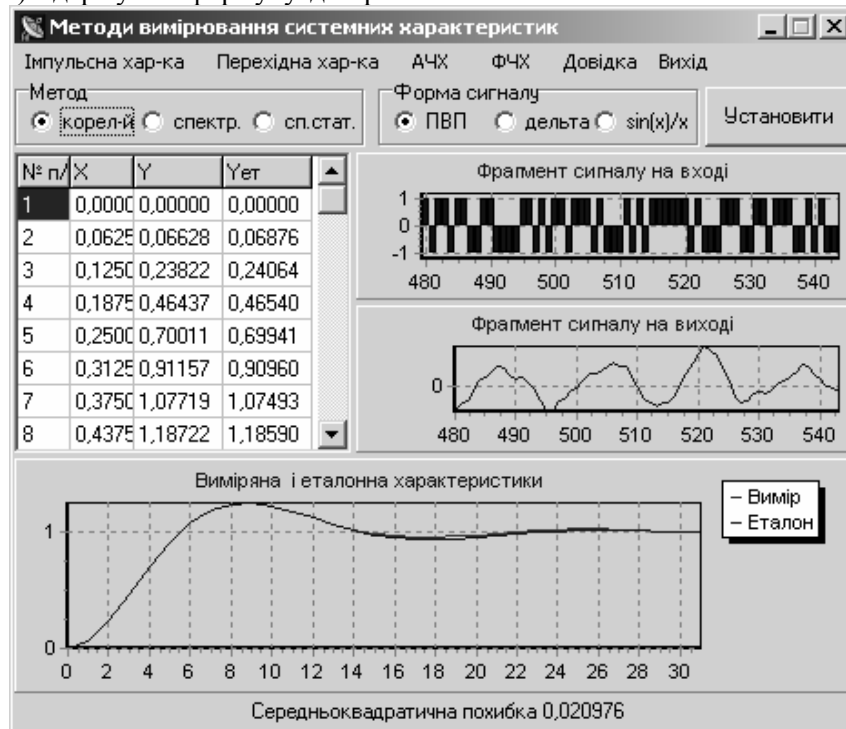 Методи вимірювання системних характеристик
Імпульсна хар-ка Перехідна хар-ка АЧХ ФЧХ Довідка Вихід
Метод
корел-й спектр. сп.стат.
Форма сигналу
ПВП дельта sin(x)/x
Установити
№ п/ X Y Yет
1 0,0000 0,00000 0,00000
2 0,0625 0,06628 0,06876
3 0,1250 0,23822 0,24064
4 0,1875 0,46437 0,46540
5 0,2500 0,70011 0,69941
6 0,3125 0,91157 0,90960
7 0,3750 1,07719 1,07493
8 0,4375 1,18722 1,18590
Фрагмент сигналу на вході
1
0
-1
480 490 500 510 520 530 540
Фрагмент сигналу на виході
0
480 490 500 510 520 530 540
Виміряна і еталонна характеристики
1
0
0 2 4 6 8 10 12 14 16 18 20 22 24 26 28 30
Вимір
Еталон
Середньоквадратична похибка 0,020976